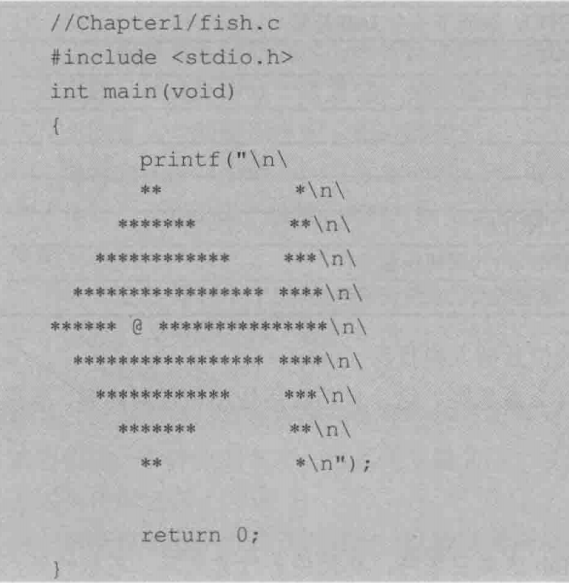 //Chapter1/fish.c
#include <stdio.h>
int main(void)
{
        printf("\n\
        **            *\n\
      *******        **\n\
    ************     ***\n\
  ***************** ****\n\
****** @ ***************\n\
  ***************** ****\n\
    ************     ***\n\
      *******        **\n\
        **            *\n");
        return 0;
}